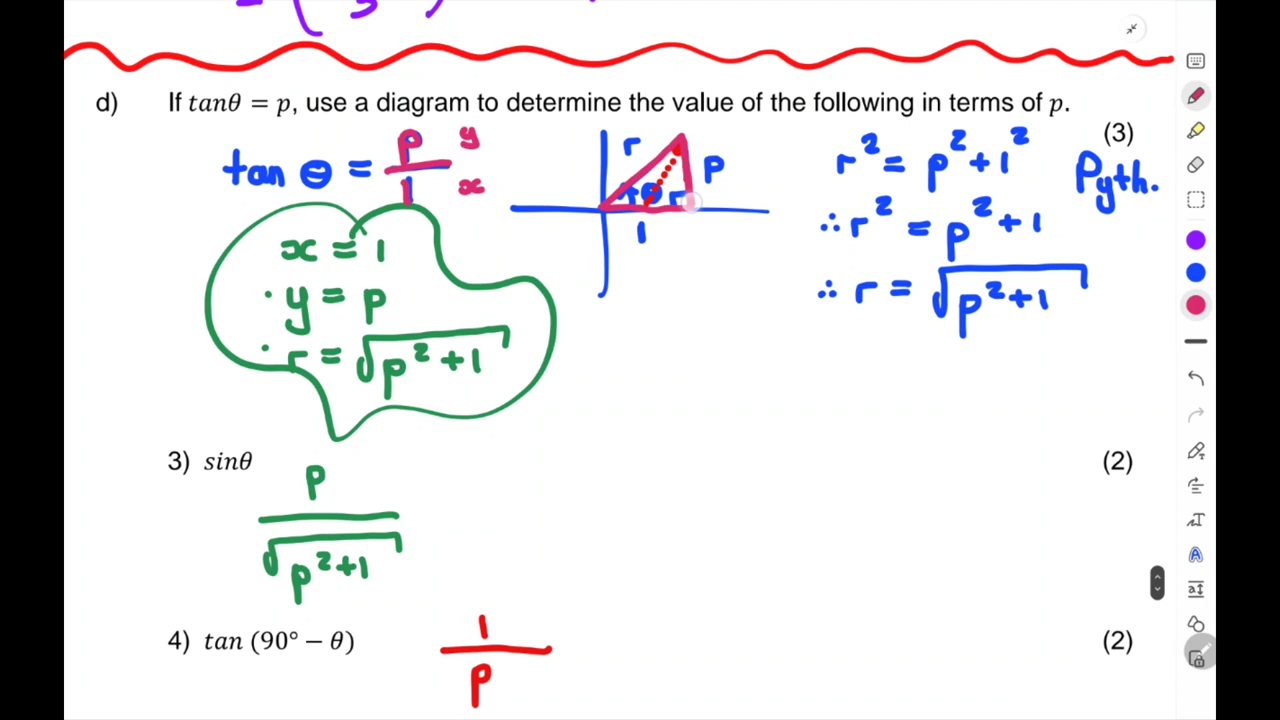 d) If tanθ = p, use a diagram to determine the value of the following in terms of p.
(3)
tan θ = p/1 y x
r p θ r 1
r² = p² + 1² Pyth.
∴ r² = p² + 1
∴ r = √(p²+1)
x = 1
· y = p
· r = √(p²+1)
3) sinθ (2)
p/√(p²+1)
4) tan (90° − θ) (2)
1/p